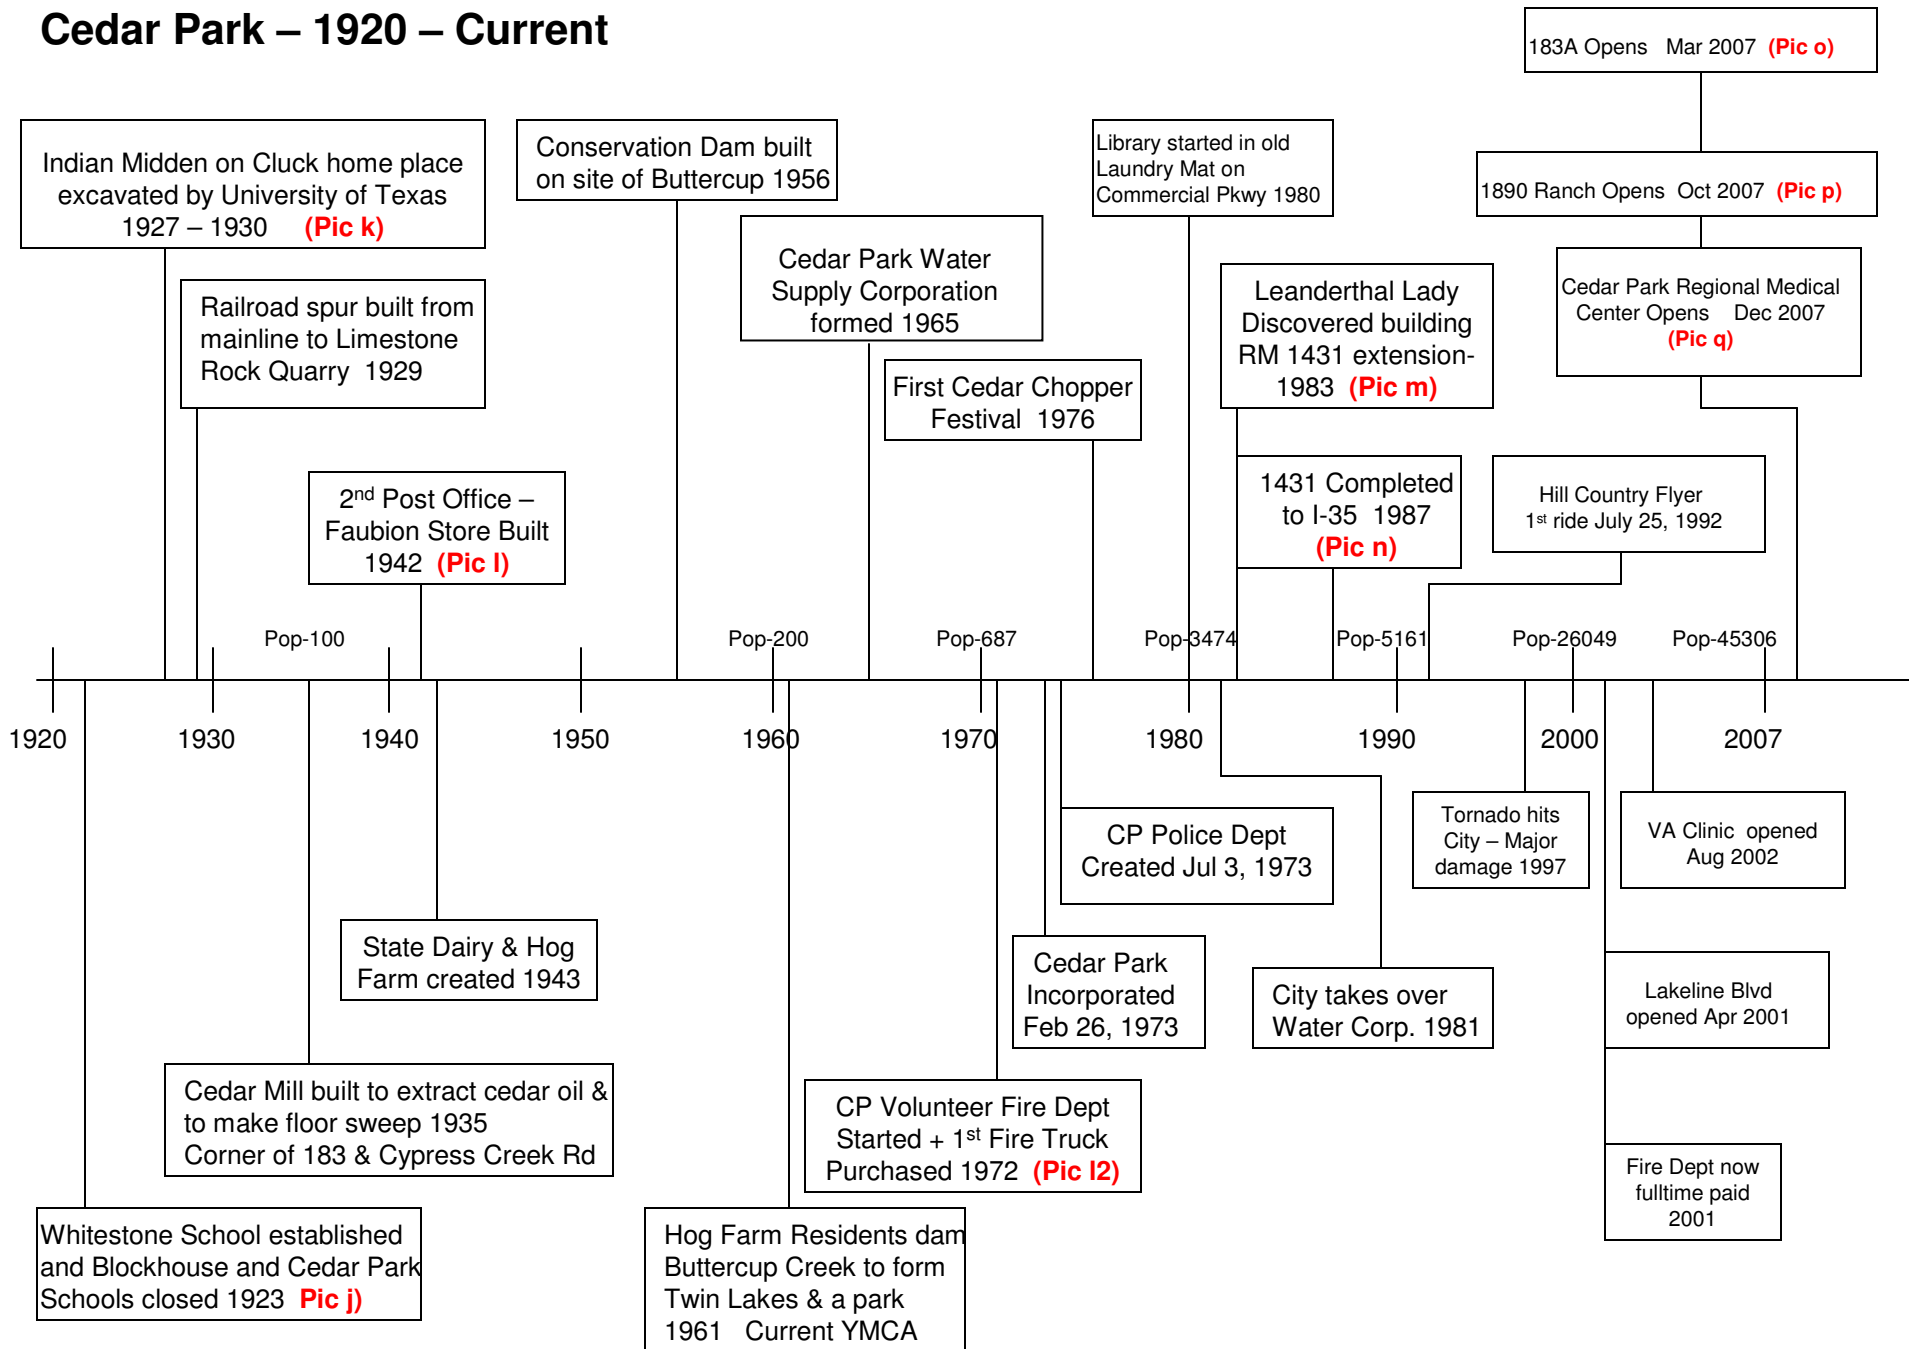 Cedar Park – 1920 – Current
183A Opens Mar 2007 (Pic o)
Indian Midden on Cluck home place
excavated by University of Texas
1927 – 1930 (Pic k)
Conservation Dam built
on site of Buttercup 1956
Library started in old
Laundry Mat on
Commercial Pkwy 1980
1890 Ranch Opens Oct 2007 (Pic p)
Cedar Park Water
Supply Corporation
formed 1965
Railroad spur built from
mainline to Limestone
Rock Quarry 1929
Leanderthal Lady
Discovered building
RM 1431 extension-
1983 (Pic m)
Cedar Park Regional Medical
Center Opens Dec 2007
(Pic q)
First Cedar Chopper
Festival 1976
2nd Post Office –
Faubion Store Built
1942 (Pic l)
1431 Completed
to I-35 1987
(Pic n)
Hill Country Flyer
1st ride July 25, 1992
Pop-100
Pop-200
Pop-687
Pop-3474
Pop-5161
Pop-26049
Pop-45306
1920
1930
1940
1950
1960
1970
1980
1990
2000
2007
CP Police Dept
Created Jul 3, 1973
Tornado hits
City – Major
damage 1997
VA Clinic opened
Aug 2002
State Dairy & Hog
Farm created 1943
Cedar Park
Incorporated
Feb 26, 1973
City takes over
Water Corp. 1981
Lakeline Blvd
opened Apr 2001
Cedar Mill built to extract cedar oil &
to make floor sweep 1935
Corner of 183 & Cypress Creek Rd
CP Volunteer Fire Dept
Started + 1st Fire Truck
Purchased 1972 (Pic l2)
Fire Dept now
fulltime paid
2001
Whitestone School established
and Blockhouse and Cedar Park
Schools closed 1923 Pic j)
Hog Farm Residents dam
Buttercup Creek to form
Twin Lakes & a park
1961 Current YMCA